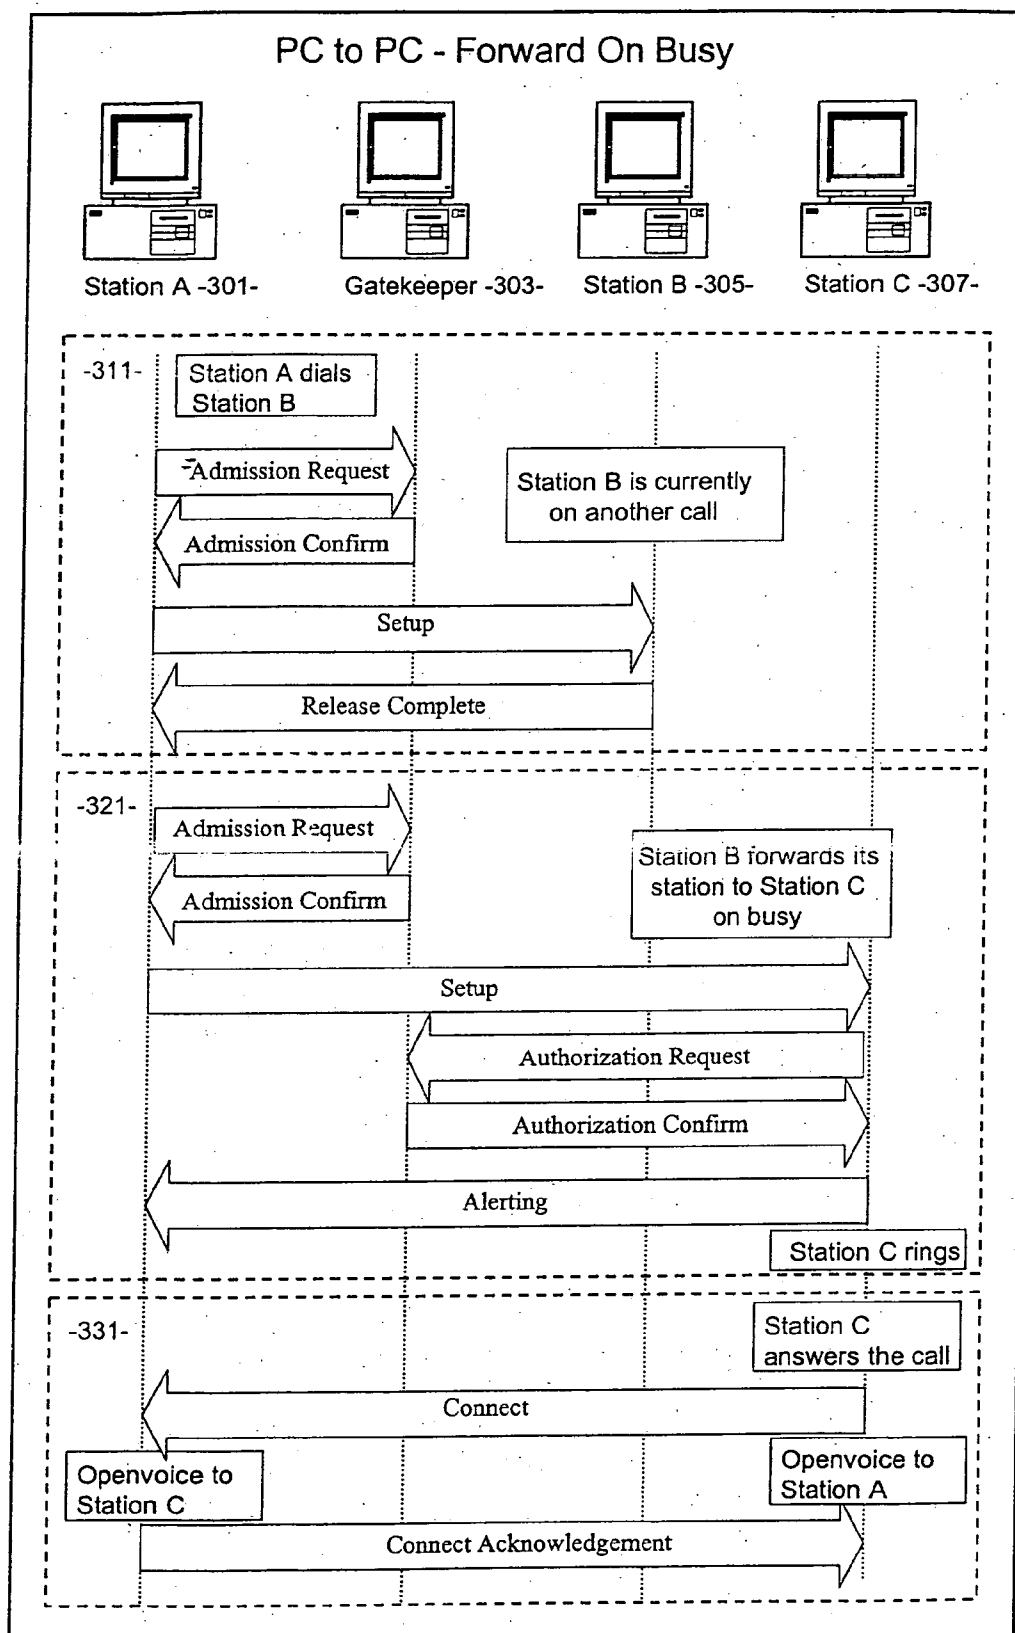 PC to PC - Forward On Busy
Station A -301-
Gatekeeper -303-
Station B -305-
Station C -307-
-311-
Station A dials
Station B
Admission Request
Station B is currently
on another call
Admission Confirm
Setup
Release Complete
-321-
Admission Request
Station B forwards its
station to Station C
on busy
Admission Confirm
Setup
Authorization Request
Authorization Confirm
Alerting
Station C rings
-331-
Station C
answers the call
Connect
Openvoice to
Station C
Openvoice to
Station A
Connect Acknowledgement